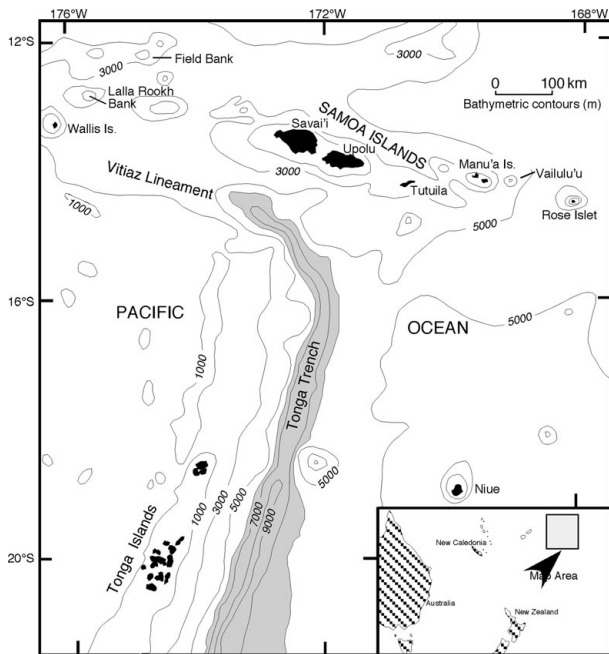 -176°W
172°W
-168°W
12°S
3000
Field Bank
3000
Lalla Rookh
Bank
0 100 km
Bathymetric contours (m)
Wallis Is.
SAMOA ISLANDS
Savai'i
Upolu
3000
Manu'a Is.
Vailulu'u
Tutuila
Vitiaz Lineament
1000
5000
Rose Islet
16°S
PACIFIC
OCEAN
5000
1000
Tonga Trench
5000
Niue
Tonga Islands
1000
3000
5000
7000
9000
20°S
New Caledonia
Map Area
Australia
New Zealand